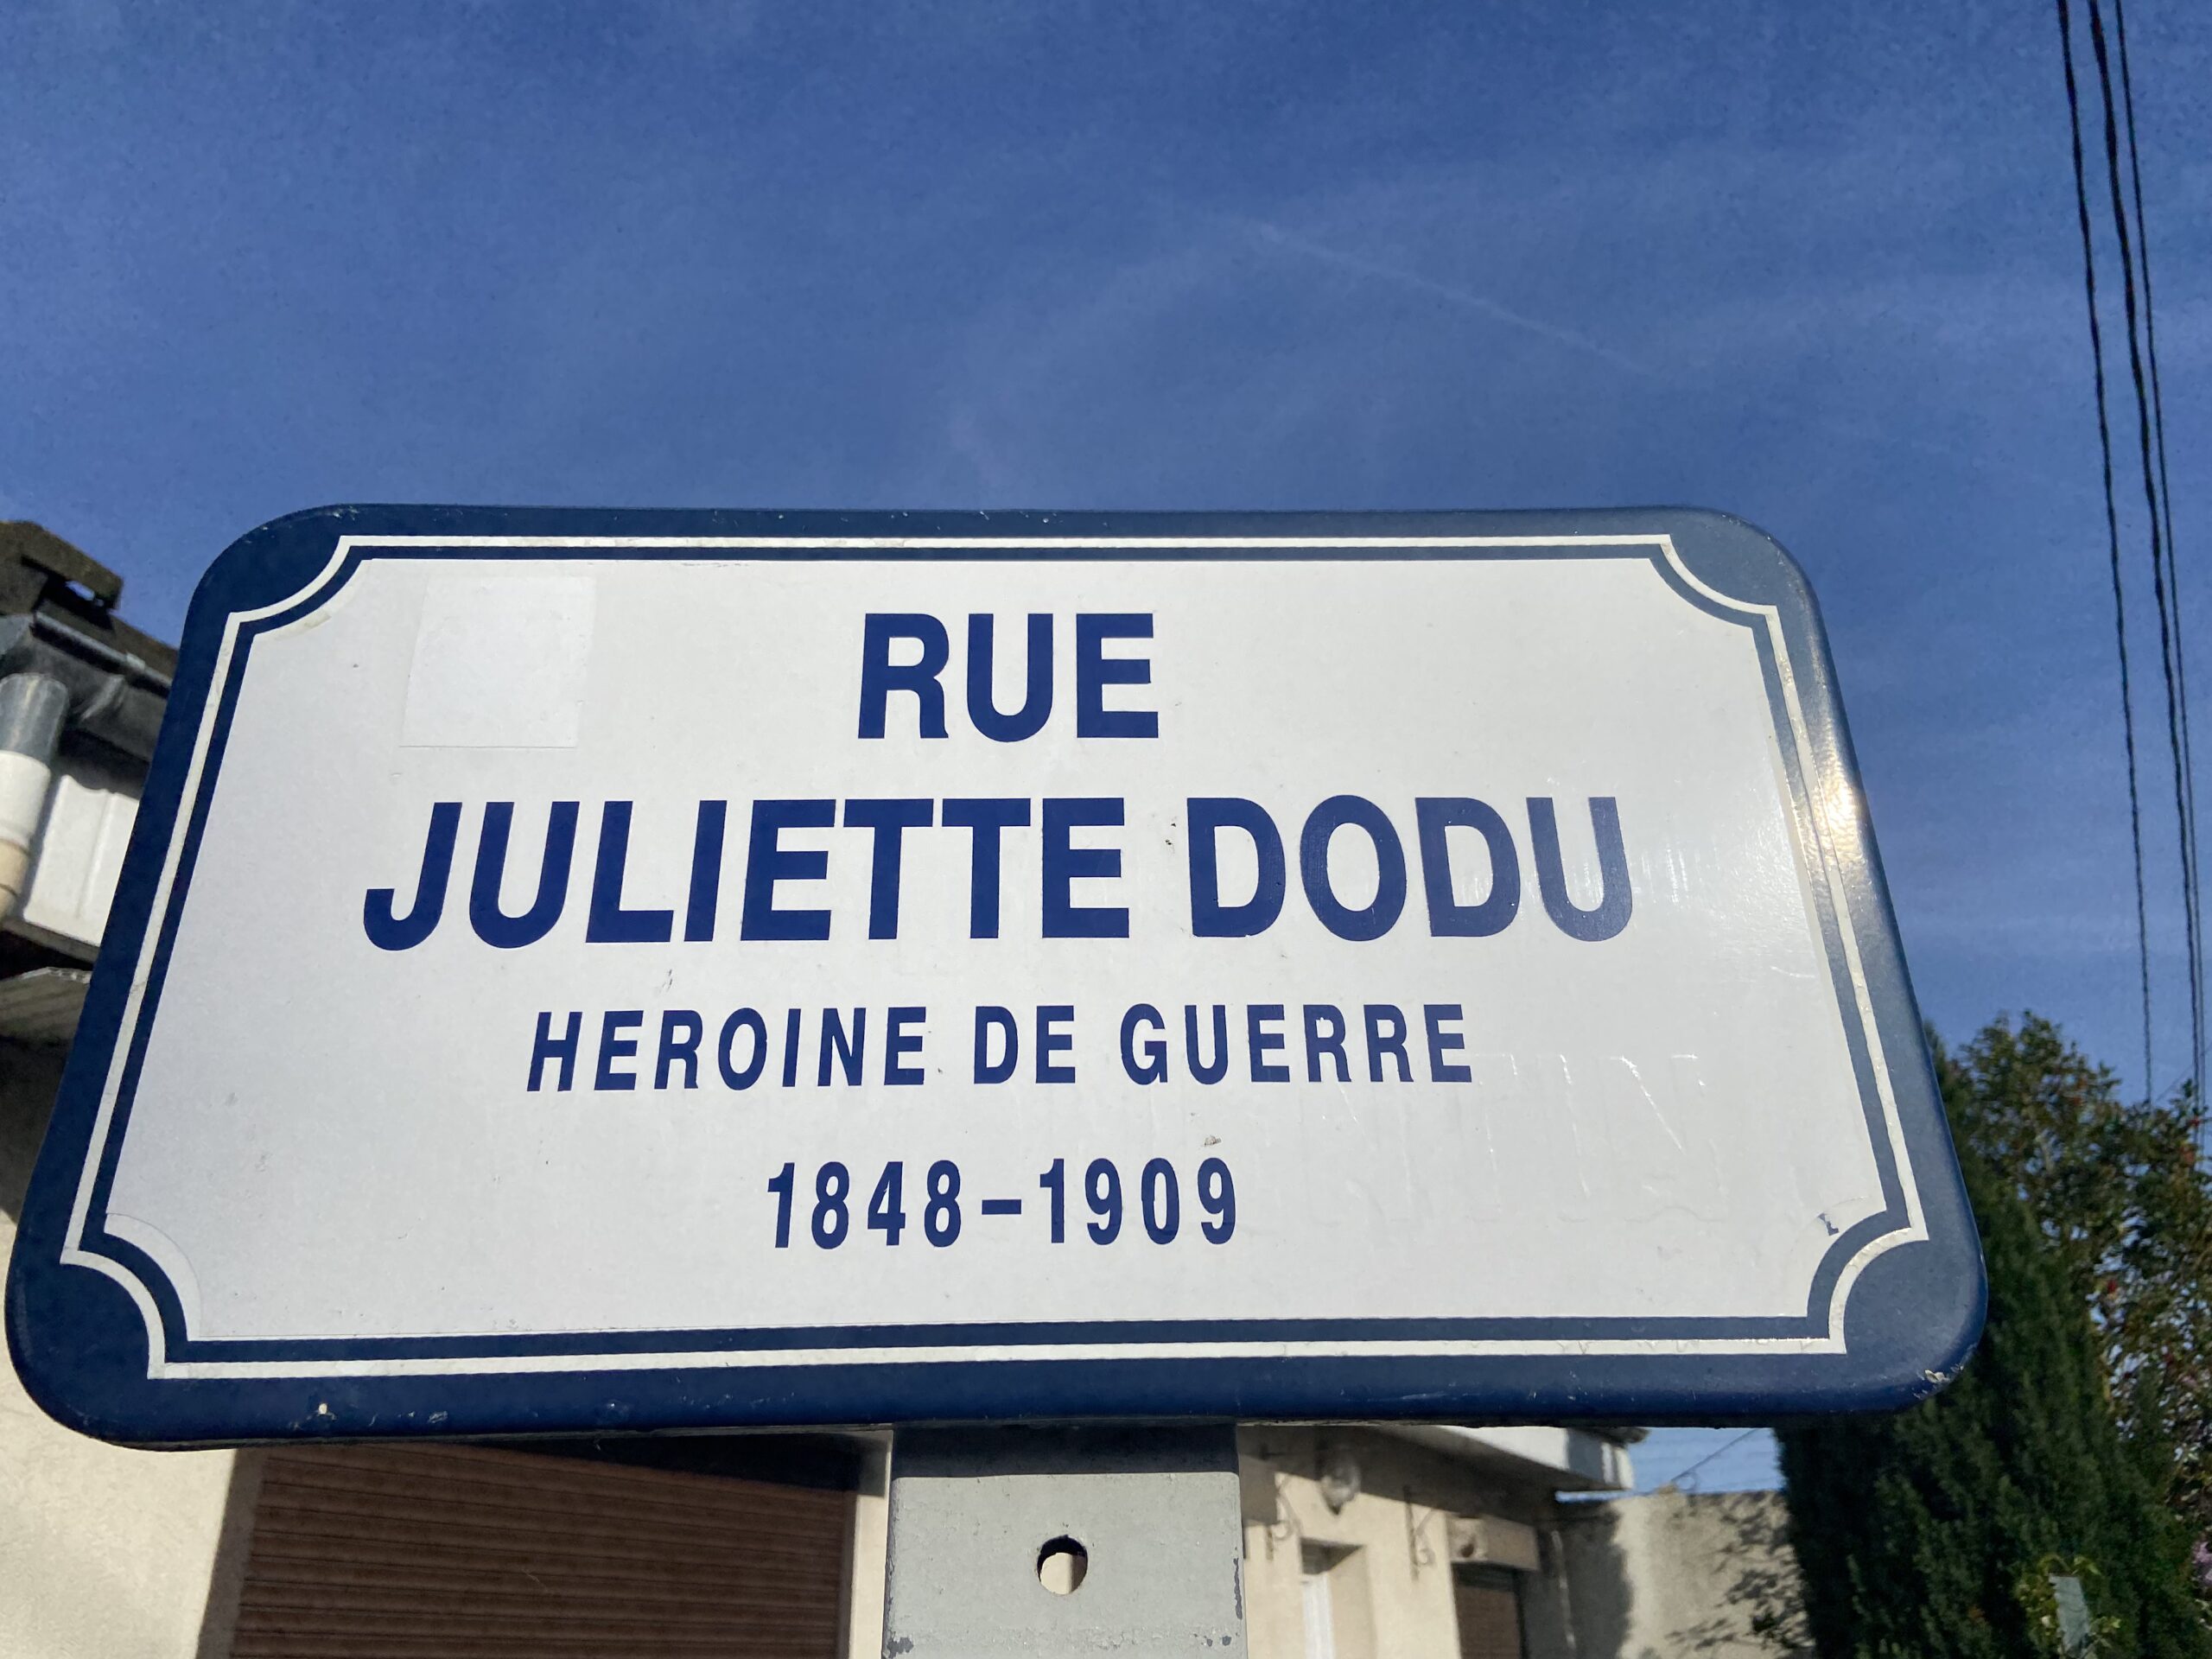 RUE
JULIETTE DODU
HEROINE DE GUERRE
1848-1909